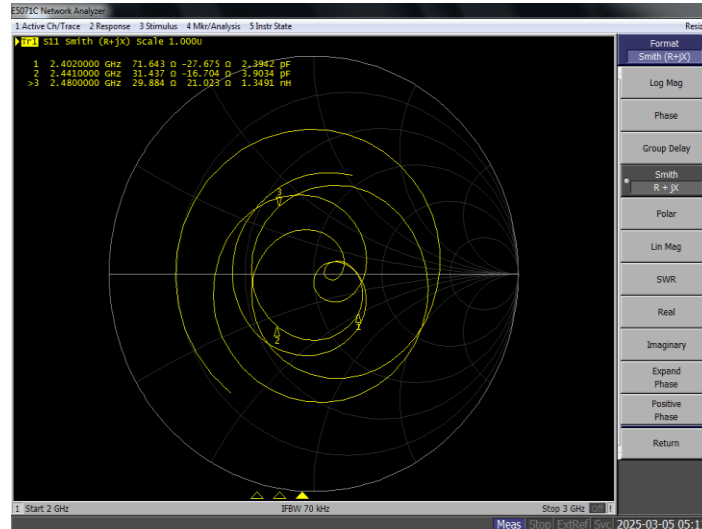 E5071C Network Analyzer
1 Active Ch/Trace 2 Response 3 Stimulus 4 Mkr/Analysis 5 Instr State Resiz
Tr1 S11 Smith (R+jX) Scale 1.000U
1 2.4020000 GHz 71.643 Ω -27.675 Ω 2.3942 pF
2 2.4410000 GHz 31.437 Ω -16.704 Ω 3.9034 pF
>3 2.4800000 GHz 29.884 Ω 21.023 Ω 1.3491 nH
3
2
1
Format
Smith (R+jX)
Log Mag
Phase
Group Delay
Smith
R + jX
Polar
Lin Mag
SWR
Real
Imaginary
Expand
Phase
Positive
Phase
Return
1 Start 2 GHz IFBW 70 kHz Stop 3 GHz Off !
Meas Stop ExtRef Svc 2025-03-05 05:1